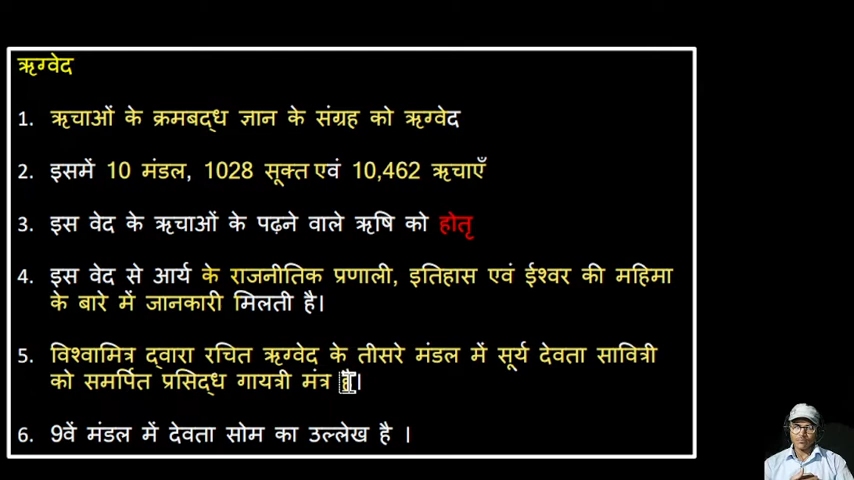 ऋग्वेद
1. ऋचाओं के क्रमबद्ध ज्ञान के संग्रह को ऋग्वेद
2. इसमें 10 मंडल, 1028 सूक्त एवं 10,462 ऋचाएँ
3. इस वेद के ऋचाओं के पढ़ने वाले ऋषि को होतृ
4. इस वेद से आर्य के राजनीतिक प्रणाली, इतिहास एवं ईश्वर की महिमा
के बारे में जानकारी मिलती है।
5. विश्वामित्र द्वारा रचित ऋग्वेद के तीसरे मंडल में सूर्य देवता सावित्री
को समर्पित प्रसिद्ध गायत्री मंत्र है।
6. 9वें मंडल में देवता सोम का उल्लेख है ।